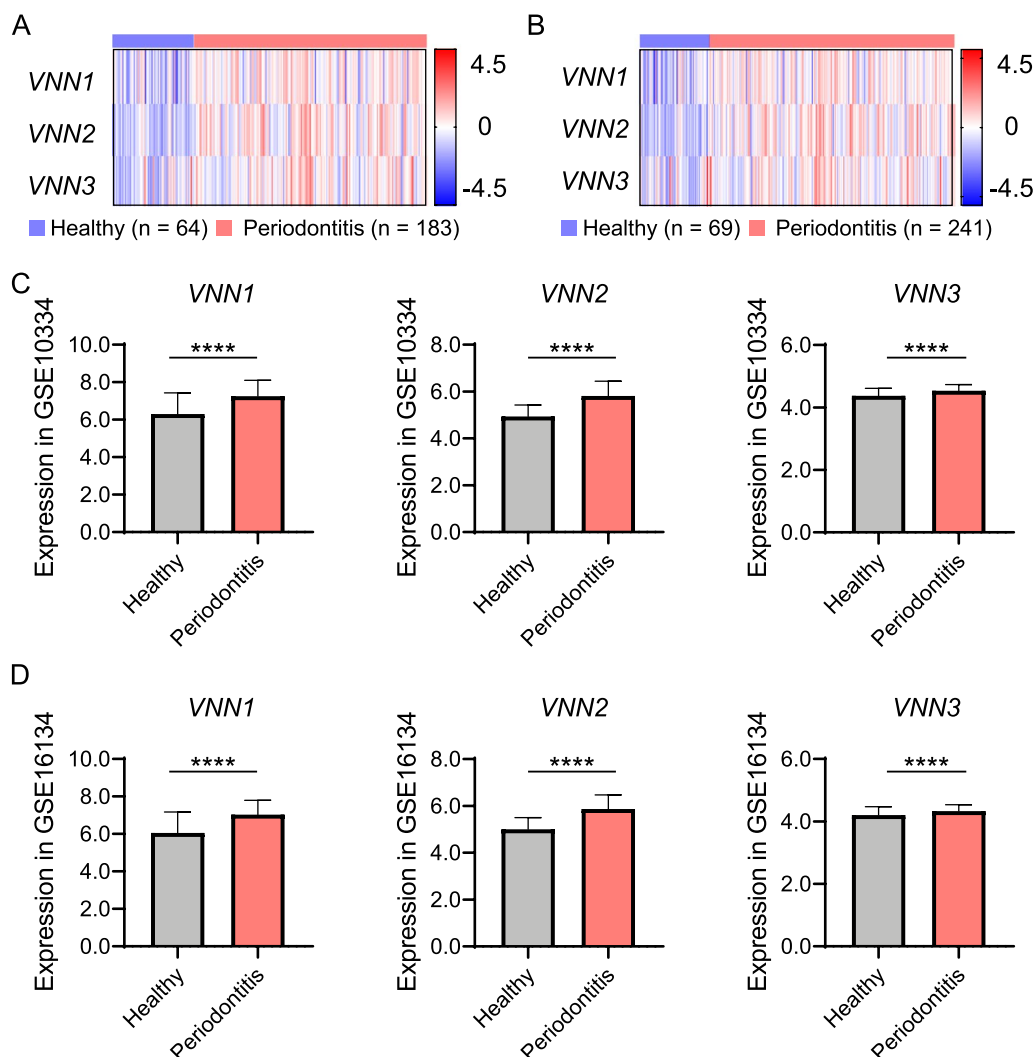 A
VNN1
VNN2
VNN3
4.5
0
-4.5
Healthy (n = 64) Periodontitis (n = 183)
B
VNN1
VNN2
VNN3
4.5
0
-4.5
Healthy (n = 69) Periodontitis (n = 241)
C
VNN1
Expression in GSE10334
10.0
8.0
6.0
4.0
2.0
0.0
****
Healthy
Periodontitis
VNN2
Expression in GSE10334
8.0
6.0
4.0
2.0
0.0
****
Healthy
Periodontitis
VNN3
Expression in GSE10334
6.0
4.0
2.0
0.0
****
Healthy
Periodontitis
D
VNN1
Expression in GSE16134
10.0
8.0
6.0
4.0
2.0
0.0
****
Healthy
Periodontitis
VNN2
Expression in GSE16134
8.0
6.0
4.0
2.0
0.0
****
Healthy
Periodontitis
VNN3
Expression in GSE16134
6.0
4.0
2.0
0.0
****
Healthy
Periodontitis